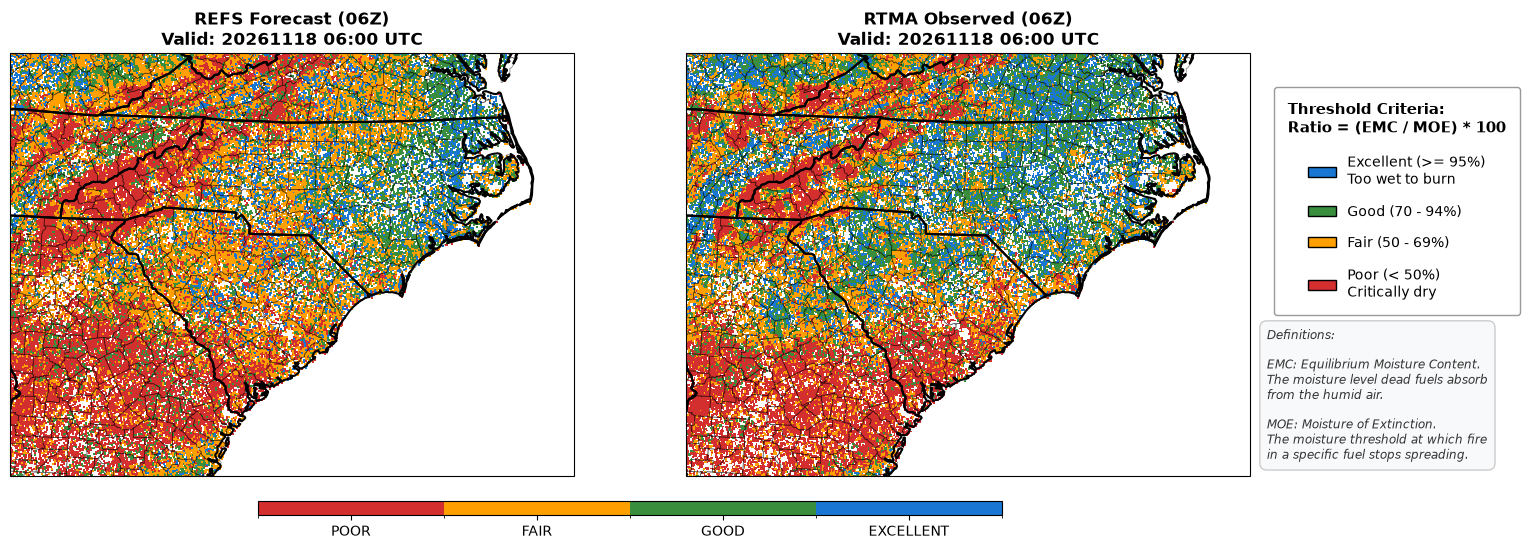 REFS Forecast (06Z)
Valid: 20261118 06:00 UTC
RTMA Observed (06Z)
Valid: 20261118 06:00 UTC
Threshold Criteria:
Ratio = (EMC / MOE) * 100
Excellent (>= 95%)
Too wet to burn
Good (70 - 94%)
Fair (50 - 69%)
Poor (< 50%)
Critically dry
Definitions:
EMC: Equilibrium Moisture Content.
The moisture level dead fuels absorb
from the humid air.
MOE: Moisture of Extinction.
The moisture threshold at which fire
in a specific fuel stops spreading.
POOR
FAIR
GOOD
EXCELLENT